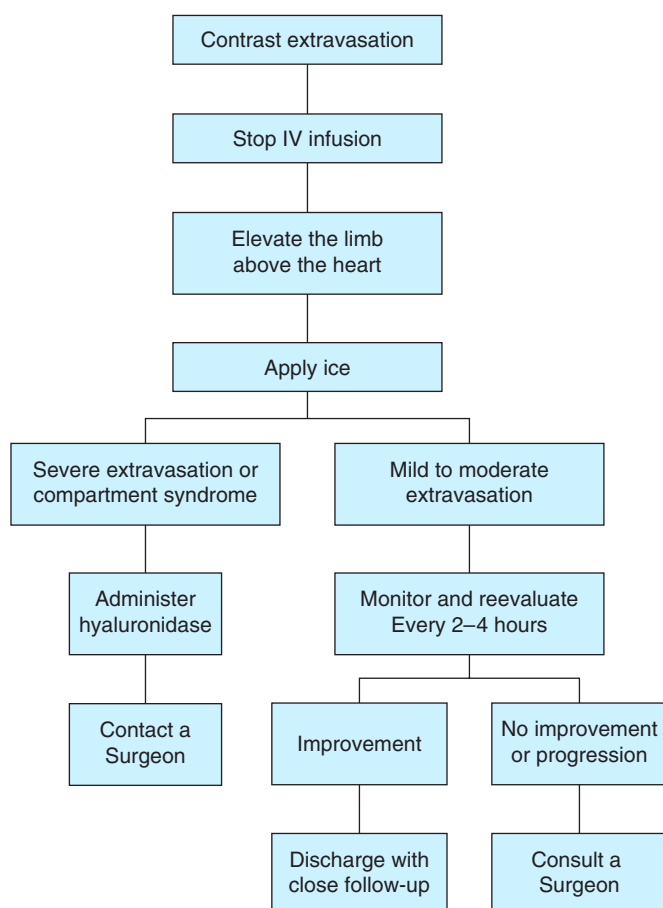 Contrast extravasation
Stop IV infusion
Elevate the limb
above the heart
Apply ice
Severe extravasation or
compartment syndrome
Mild to moderate
extravasation
Administer
hyaluronidase
Monitor and reevaluate
Every 2–4 hours
Contact a
Surgeon
Improvement
No improvement
or progression
Discharge with
close follow-up
Consult a
Surgeon